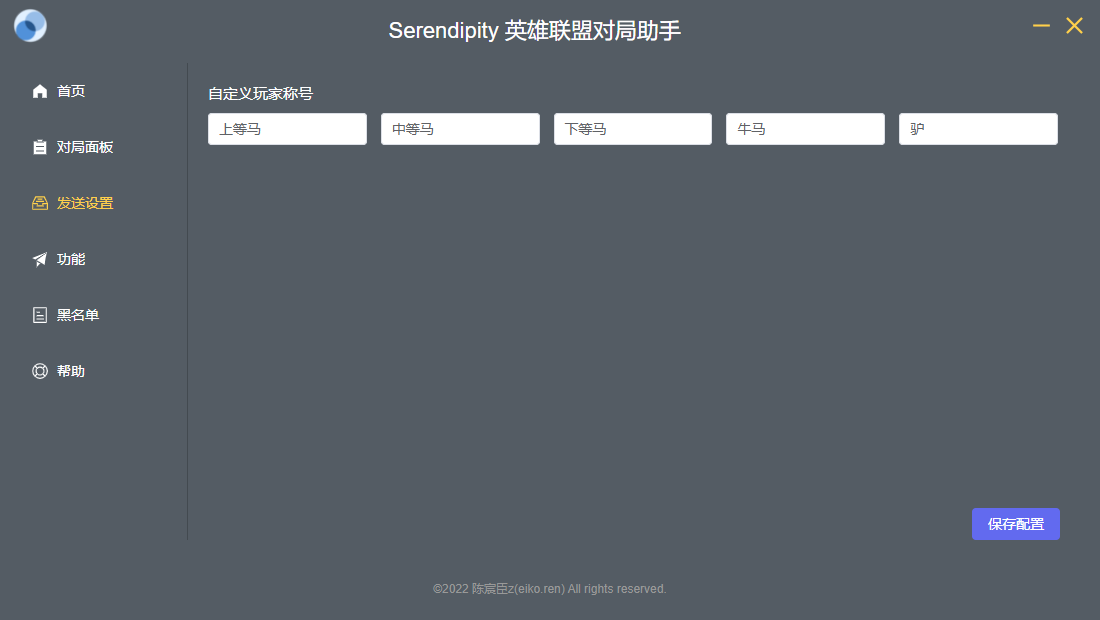 Serendipity 英雄联盟对局助手
首页
对局面板
发送设置
功能
黑名单
帮助
自定义玩家称号
上等马 中等马 下等马 牛马 驴
保存配置
©2022 陈宸臣z(eiko.ren) All rights reserved.